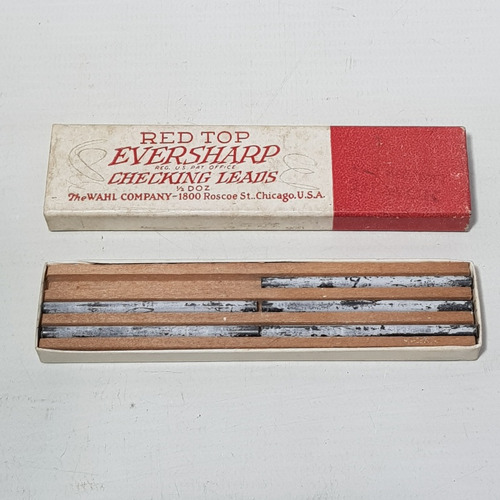 RED TOP
EVERSHARP
REG. U.S. PAT. OFFICE
CHECKING LEADS
½ DOZ
The WAHL COMPANY-1800 Roscoe St. Chicago, U.S.A.